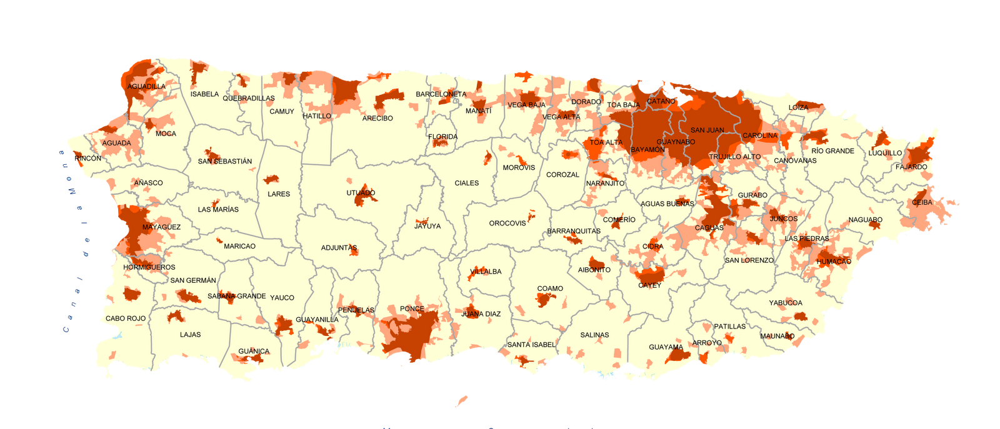 AGUADILLA
ISABELA
QUEBRADILLAS
CAMUY
HATILLO
ARECIBO
BARCELONETA
MANATÍ
VEGA BAJA
VEGA ALTA
DORADO
TOA BAJA
CATAÑO
LOÍZA
MOCA
AGUADA
RINCÓN
SAN SEBASTIÁN
FLORIDA
TOA ALTA
BAYAMÓN
GUAYNABO
SAN JUAN
CAROLINA
TRUJILLO ALTO
CANÓVANAS
RÍO GRANDE
LUQUILLO
FAJARDO
AÑASCO
LARES
UTUADO
CIALES
MOROVIS
COROZAL
NARANJITO
AGUAS BUENAS
GURABO
CEIBA
LAS MARÍAS
MAYAGÜEZ
JAYUYA
OROCOVIS
BARRANQUITAS
COMERÍO
CAGUAS
JUNCOS
NAGUABO
MARICAO
ADJUNTAS
CIDRA
LAS PIEDRAS
HUMACAO
SAN LORENZO
HORMIGUEROS
SAN GERMÁN
SABANA GRANDE
YAUCO
VILLALBA
AIBONITO
CAYEY
COAMO
PEÑUELAS
PONCE
JUANA DIAZ
YABUCOA
CABO ROJO
LAJAS
GUAYANILLA
GUANICA
SANTA ISABEL
SALINAS
GUAYAMA
ARROYO
PATILLAS
MAUNABO
Canal de la Mona